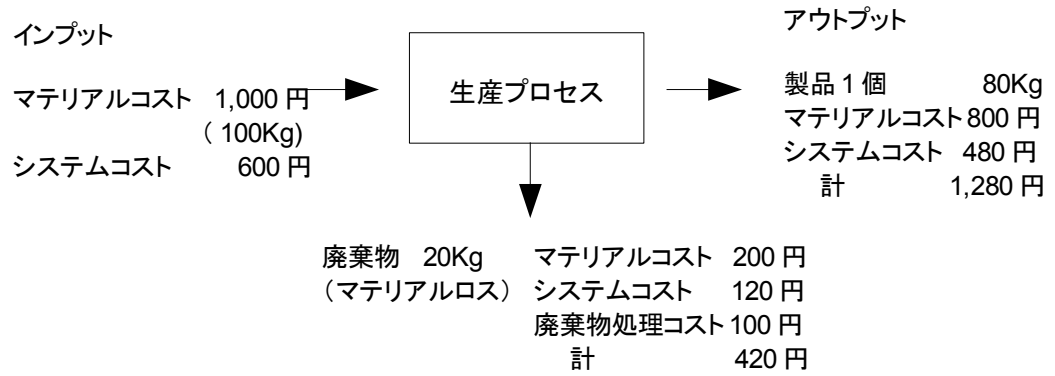 インプット
マテリアルコスト 1,000 円
( 100Kg)
システムコスト 600 円
生産プロセス
アウトプット
製品 1 個 80Kg
マテリアルコスト 800 円
システムコスト 480 円
計 1,280 円
廃棄物 20Kg マテリアルコスト 200 円
（マテリアルロス） システムコスト 120 円
廃棄物処理コスト 100 円
計 420 円